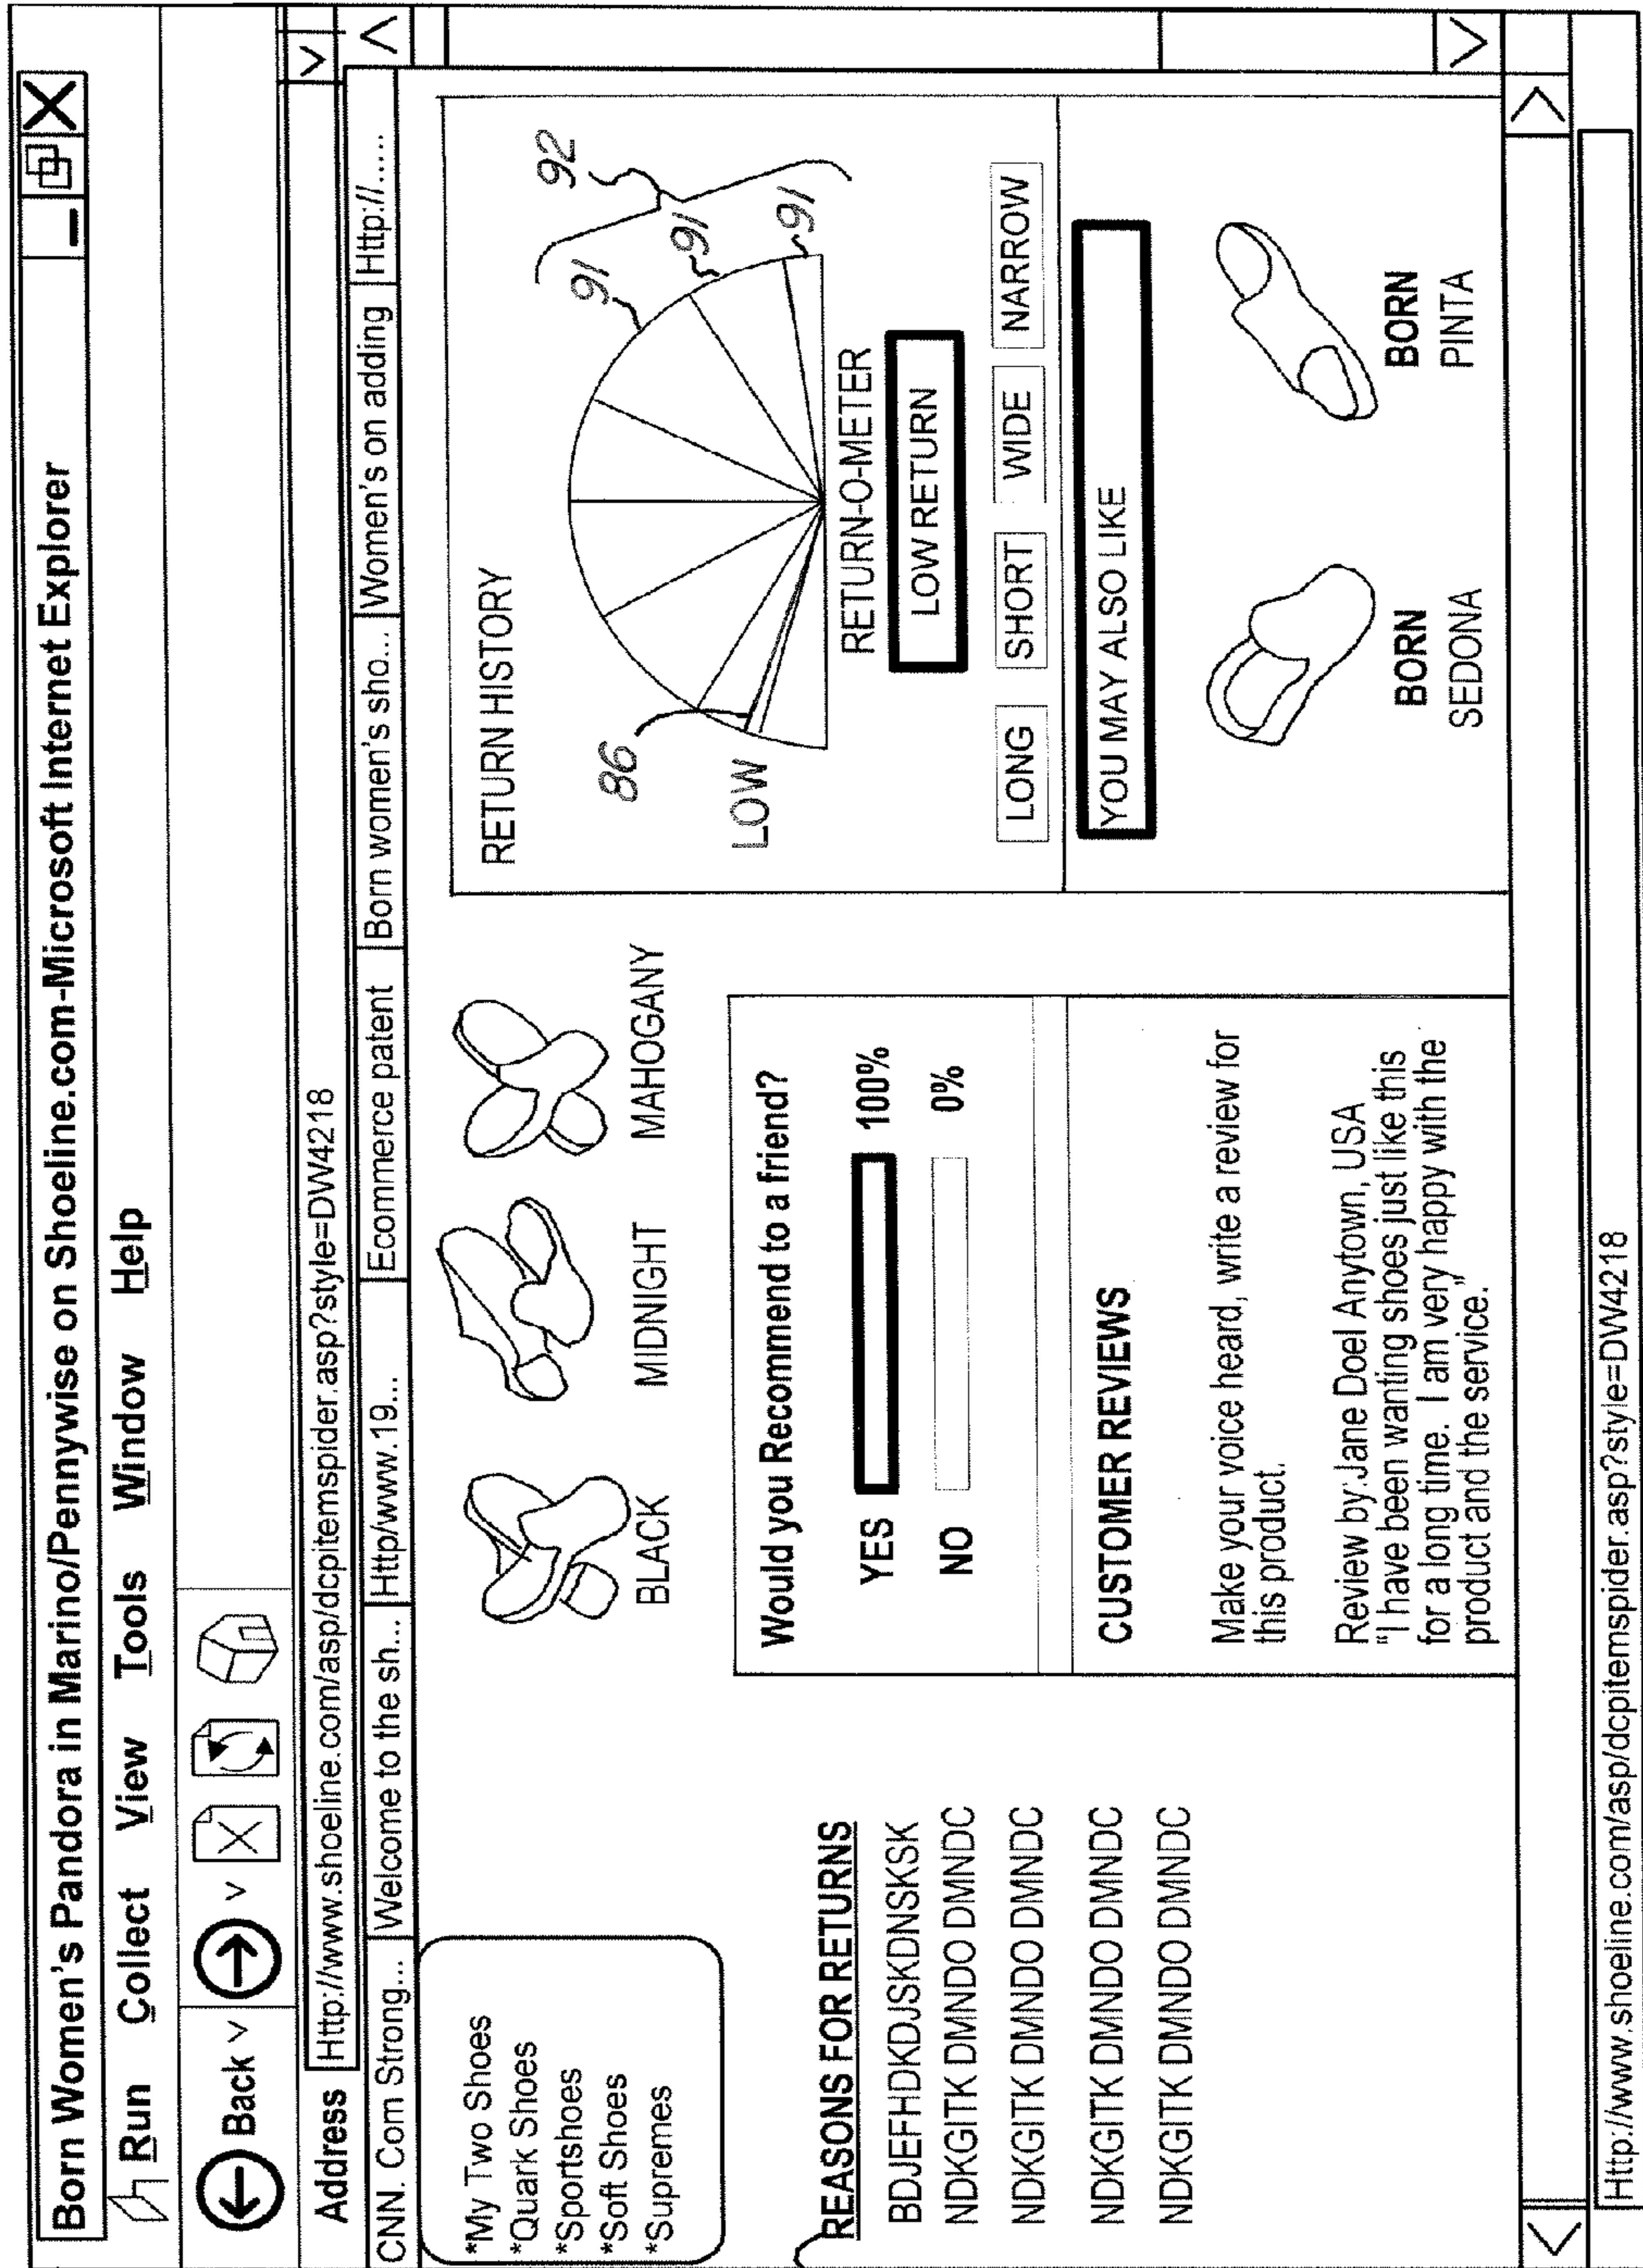 Born Women's Pandora in Marino/Pennywise on Shoeline.com-Microsoft Internet Explorer
Run Collect View Tools Window Help
Back
Address Http://www.shoeline.com/asp/dcpitemspider.asp?style=DW4218
CNN. Com Strong... Welcome to the sh... Http/www.19... Ecommerce patent Born women's sho... Women's on adding Http://.....
*My Two Shoes
*Quark Shoes
*Sportshoes
*Soft Shoes
*Supremes
REASONS FOR RETURNS
BDJEFHDKDJSKDNSKSK
NDKGITK DMNDO DMNDC
NDKGITK DMNDO DMNDC
NDKGITK DMNDO DMNDC
NDKGITK DMNDO DMNDC
BLACK MIDNIGHT MAHOGANY
Would you Recommend to a friend?
YES 100%
NO 0%
CUSTOMER REVIEWS
Make your voice heard, write a review for
this product.
Review by:Jane Doel Anytown, USA
"I have been wanting shoes just like this
for a long time. I am very happy with the
product and the service."
RETURN HISTORY
86
91
91
91
92
LOW
RETURN-O-METER
LOW RETURN
LONG SHORT WIDE NARROW
YOU MAY ALSO LIKE
BORN
SEDONA
BORN
PINTA
Http://www.shoeline.com/asp/dcpitemspider.asp?style=DW4218